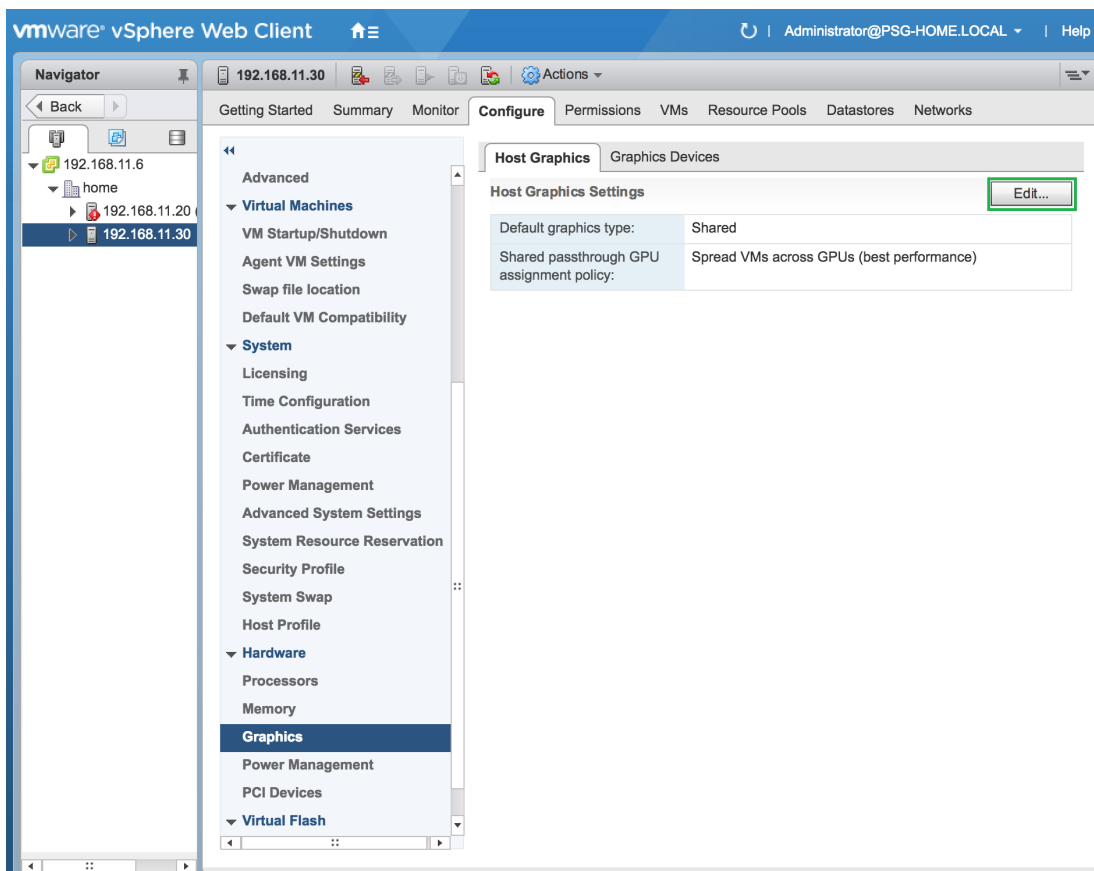 vmware® vSphere Web Client
Administrator@PSG-HOME.LOCAL
Help
Navigator
Back
192.168.11.6
home
192.168.11.20 (
192.168.11.30
192.168.11.30
Actions
Getting Started Summary Monitor Configure Permissions VMs Resource Pools Datastores Networks
Advanced
Virtual Machines
VM Startup/Shutdown
Agent VM Settings
Swap file location
Default VM Compatibility
System
Licensing
Time Configuration
Authentication Services
Certificate
Power Management
Advanced System Settings
System Resource Reservation
Security Profile
System Swap
Host Profile
Hardware
Processors
Memory
Graphics
Power Management
PCI Devices
Virtual Flash
Host Graphics Graphics Devices
Host Graphics Settings
Edit...
Default graphics type: Shared
Shared passthrough GPU Spread VMs across GPUs (best performance)
assignment policy: